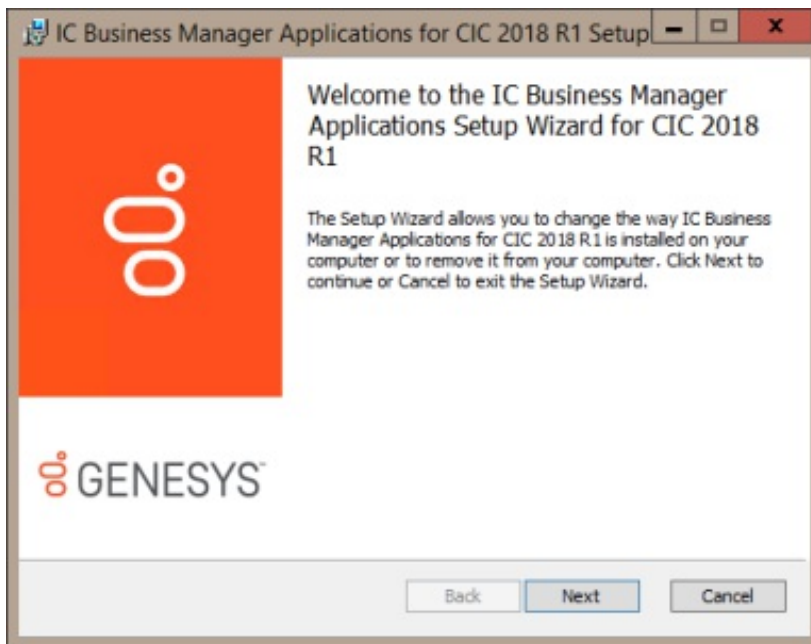 IC Business Manager Applications for CIC 2018 R1 Setup
Welcome to the IC Business Manager
Applications Setup Wizard for CIC 2018
R1
The Setup Wizard allows you to change the way IC Business
Manager Applications for CIC 2018 R1 is installed on your
computer or to remove it from your computer. Click Next to
continue or Cancel to exit the Setup Wizard.
GENESYS™
Back Next Cancel